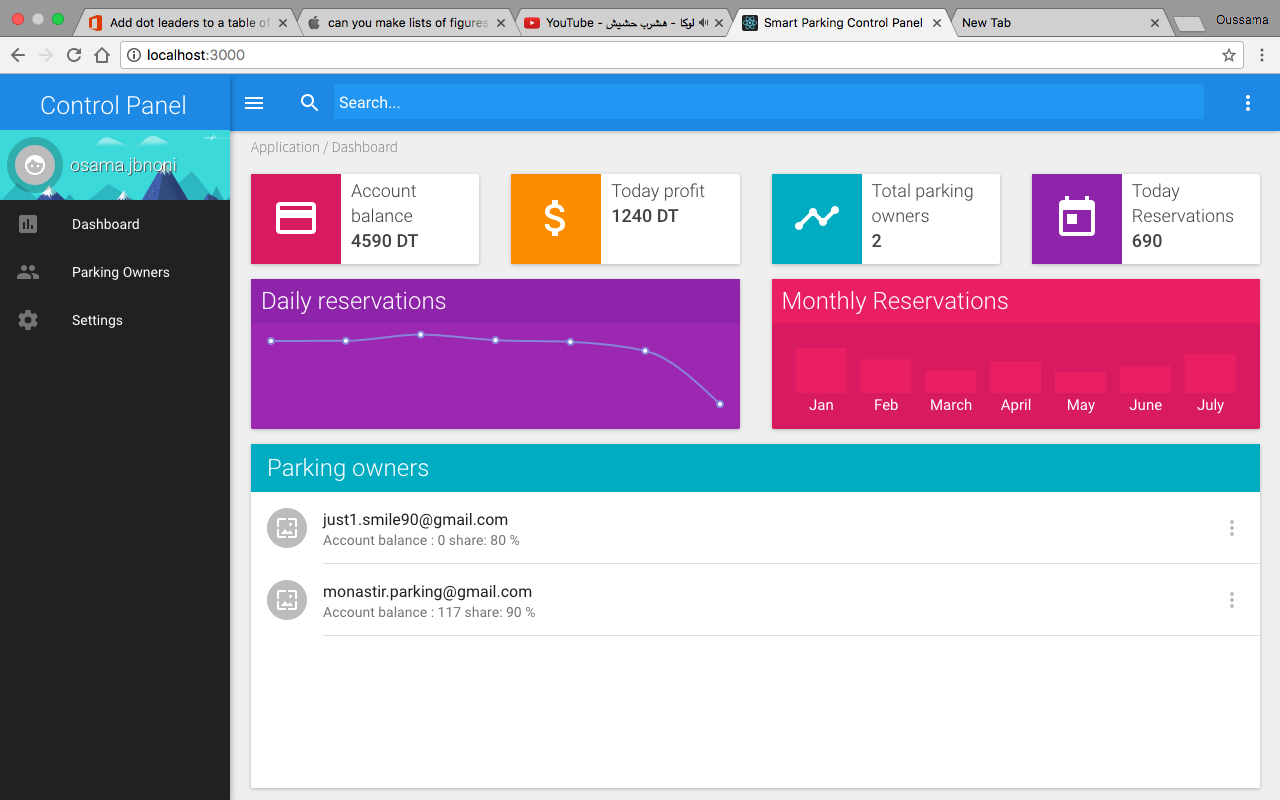 Add dot leaders to a table of
can you make lists of figures
YouTube - لوكا - هشرب حشيش
Smart Parking Control Panel
New Tab
Oussama
localhost:3000
Control Panel
Search...
osama.jbnoni
Application / Dashboard
Dashboard
Parking Owners
Settings
Account
balance
4590 DT
Today profit
1240 DT
Total parking
owners
2
Today
Reservations
690
Daily reservations
Monthly Reservations
Jan Feb March April May June July
Parking owners
just1.smile90@gmail.com
Account balance : 0 share: 80 %
monastir.parking@gmail.com
Account balance : 117 share: 90 %